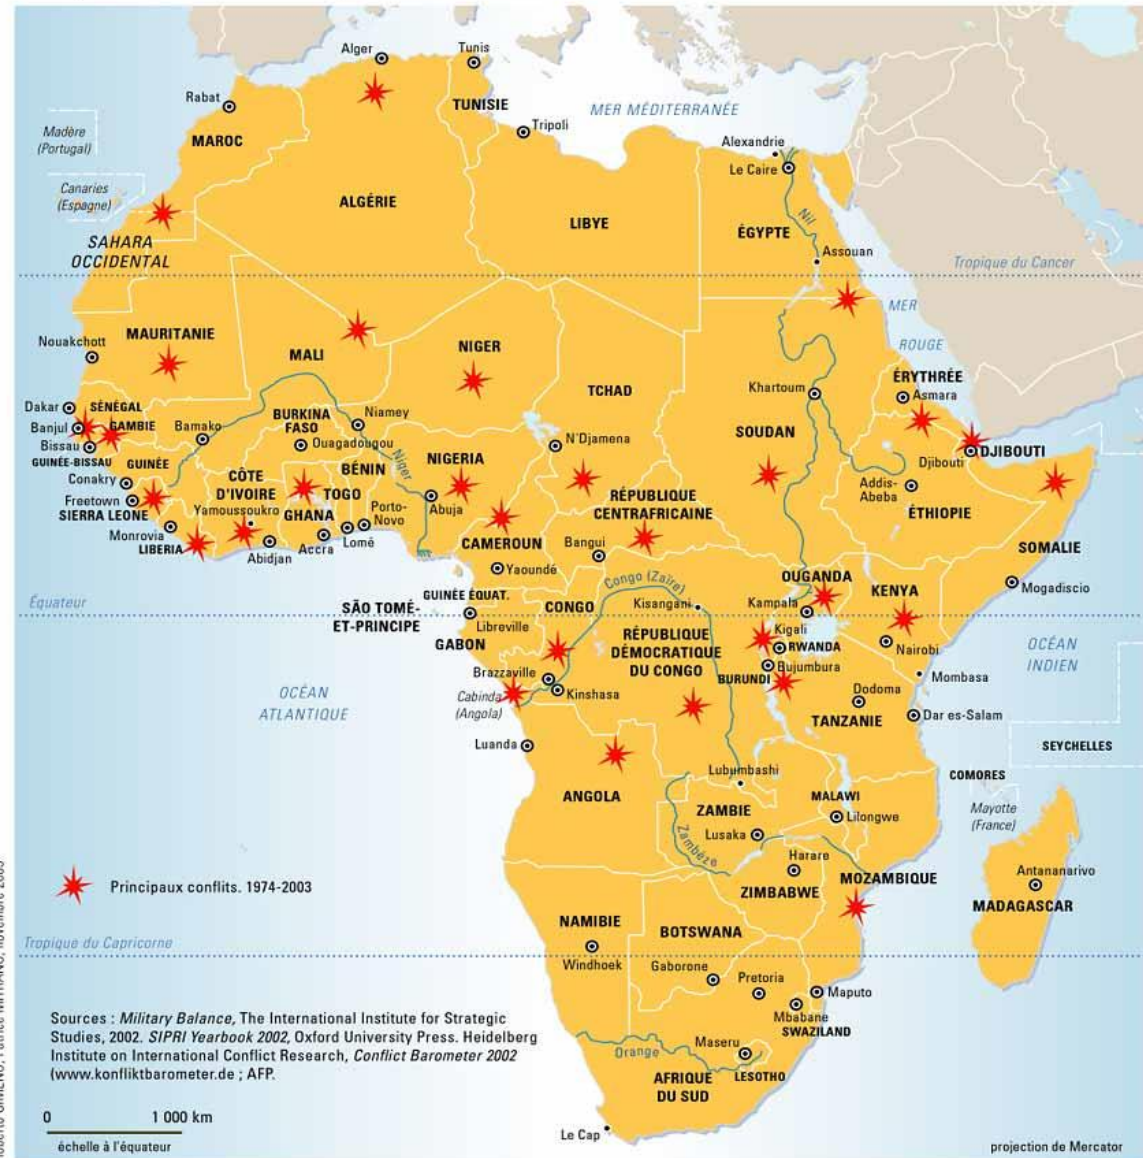 Alger
Tunis
Rabat
TUNISIE
MER MÉDITERRANÉE
Tripoli
Madère
(Portugal)
MAROC
Alexandrie
Le Caire
Canaries
(Espagne)
ALGÉRIE
LIBYE
Nil
ÉGYPTE
SAHARA
OCCIDENTAL
Assouan
Tropique du Cancer
MER
ROUGE
MAURITANIE
Nouakchott
MALI
NIGER
TCHAD
Khartoum
ÉRYTHRÉE
Asmara
Dakar
SÉNÉGAL
Banjul
GAMBIE
Bamako
BURKINA
FASO
Niamey
Ouagadougou
N'Djamena
SOUDAN
Bissau
GUINÉE-BISSAU
GUINÉE
BÉNIN
Niger
NIGERIA
Djibouti
DJIBOUTI
Conakry
CÔTE
D'IVOIRE
TOGO
Addis-
Abeba
Freetown
SIERRA LEONE
Yamoussoukro
GHANA
Porto-
Novo
Abuja
RÉPUBLIQUE
CENTRAFRICAINE
ÉTHIOPIE
Monrovia
LIBERIA
Abidjan
Accra
Lomé
CAMEROUN
Bangui
SOMALIE
Yaoundé
OUGANDA
KENYA
Mogadiscio
Équateur
GUINÉE ÉQUAT.
Congo (Zaïre)
Kisangani
Kampala
SÃO TOMÉ-
ET-PRINCIPE
Libreville
CONGO
GABON
RÉPUBLIQUE
DÉMOCRATIQUE
DU CONGO
Kigali
RWANDA
Nairobi
OCÉAN
INDIEN
Brazzaville
BURUNDI
Bujumbura
Mombasa
OCÉAN
ATLANTIQUE
Cabinda
(Angola)
Kinshasa
Dodoma
TANZANIE
Dar es-Salam
Luanda
SEYCHELLES
Lubumbashi
COMORES
ANGOLA
ZAMBIE
MALAWI
Lilongwe
Mayotte
(France)
Lusaka
Zambèze
Harare
ZIMBABWE
MOZAMBIQUE
Antananarivo
MADAGASCAR
Principaux conflits. 1974-2003
NAMIBIE
BOTSWANA
Tropique du Capricorne
Windhoek
Gaborone
Pretoria
Maputo
Mbabane
SWAZILAND
Sources : Military Balance, The International Institute for Strategic
Studies, 2002. SIPRI Yearbook 2002, Oxford University Press. Heidelberg
Institute on International Conflict Research, Conflict Barometer 2002
(www.konfliktbarometer.de ; AFP.
Orange
Maseru
LESOTHO
AFRIQUE
DU SUD
0 1 000 km
échelle à l'équateur
Le Cap
projection de Mercator